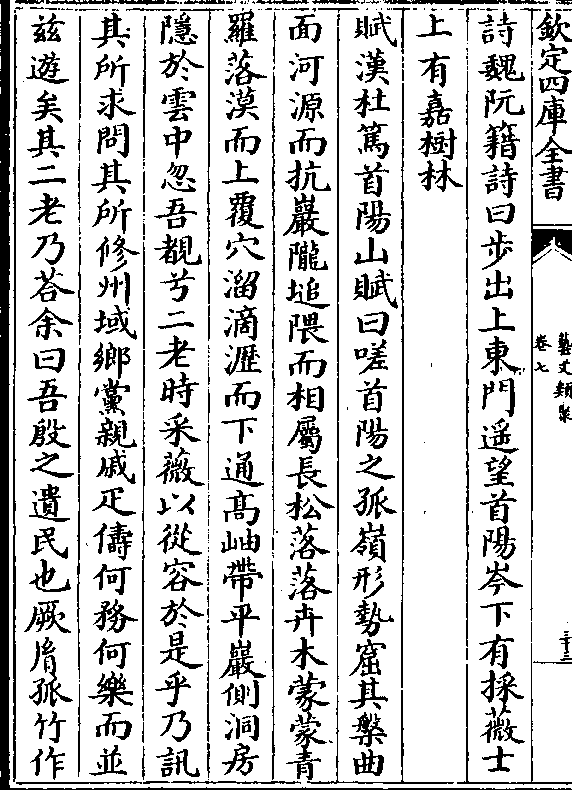 欽定四庫全書
藝文類聚
卷七
三十三
詩魏阮籍詩曰步出上東門遥望首陽岑下有採薇士
上有嘉樹林
賦漢杜篤首陽山賦曰嗟首陽之孤嶺形勢窟其槃曲
面河源而抗巖隴塠隈而相屬長松落落卉木蒙蒙青
羅落漠而上覆穴溜滴瀝而下通髙岫帶乎巖側洞房
隱於雲中忽吾覩兮二老時采薇以從容於是乎乃訊
其所求問其所修州域鄉黨親戚疋儔何務何樂而並
兹遊矣其二老乃荅余曰吾殷之遺民也厥脩孤竹作